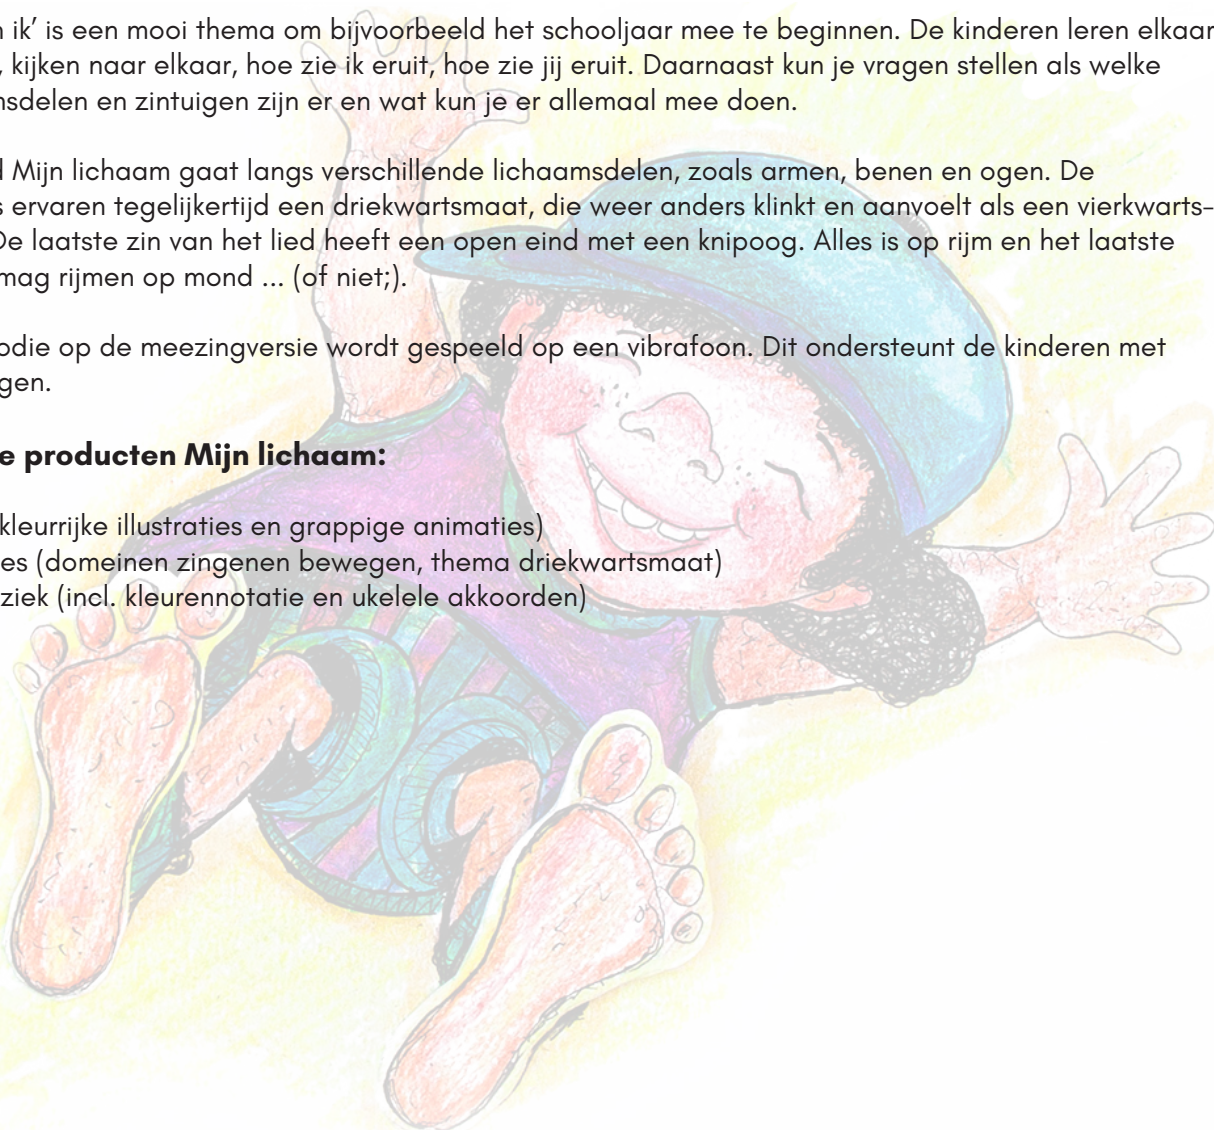 ik’ is een mooi thema om bijvoorbeeld het schooljaar mee te beginnen. De kinderen leren elkaar
, kijken naar elkaar, hoe zie ik eruit, hoe zie jij eruit. Daarnaast kun je vragen stellen als welke
nsdelen en zintuigen zijn er en wat kun je er allemaal mee doen.
Mijn lichaam gaat langs verschillende lichaamsdelen, zoals armen, benen en ogen. De
s ervaren tegelijkertijd een driekwartsmaat, die weer anders klinkt en aanvoelt als een vierkwarts-
De laatste zin van het lied heeft een open eind met een knipoog. Alles is op rijm en het laatste
mag rijmen op mond ... (of niet;).
odie op de meezingversie wordt gespeeld op een vibrafoon. Dit ondersteunt de kinderen met
gen.
e producten Mijn lichaam:
kleurrijke illustraties en grappige animaties)
es (domeinen zingenen bewegen, thema driekwartsmaat)
ziek (incl. kleurennotatie en ukelele akkoorden)